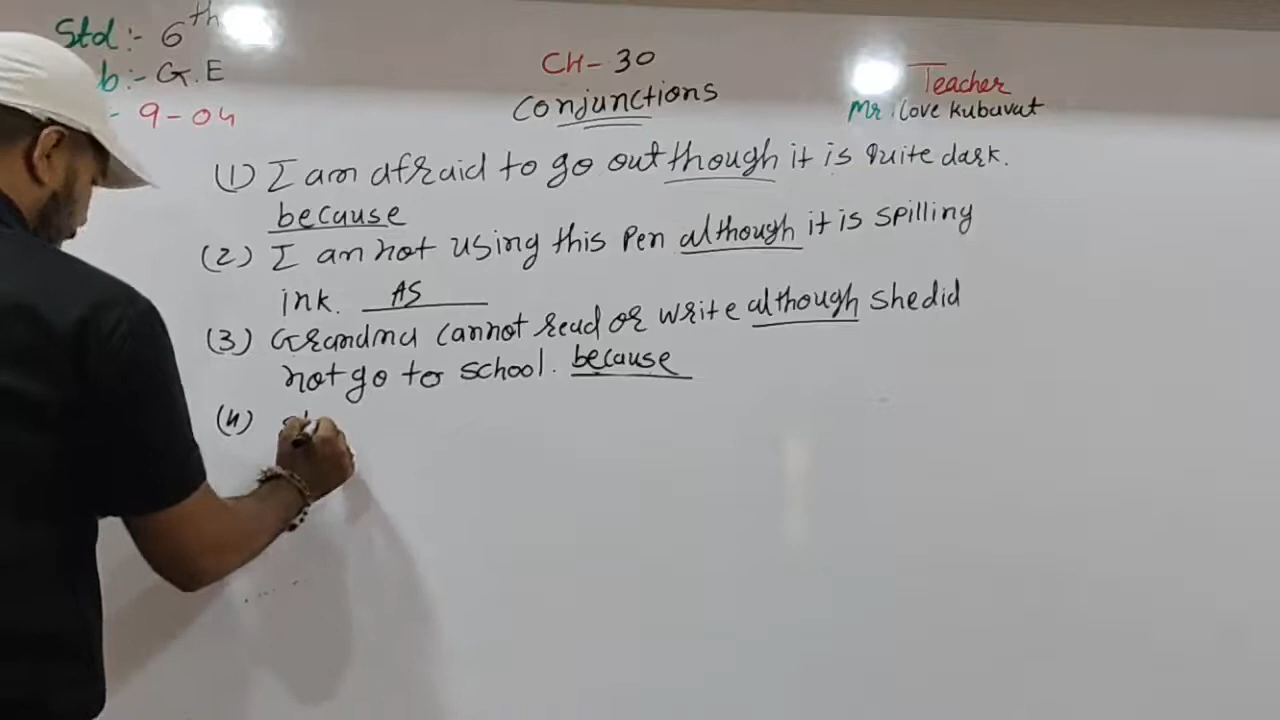 Std:- 6th
b:- G.E
- 9-04
CH-30
Conjunctions
Teacher
Mr. Love Kubavat
(1) I am afraid to go out though it is quite dark.
because
(2) I am not using this pen although it is spilling
ink. As
(3) Grandma cannot read or write although she did
not go to school. because
(4)